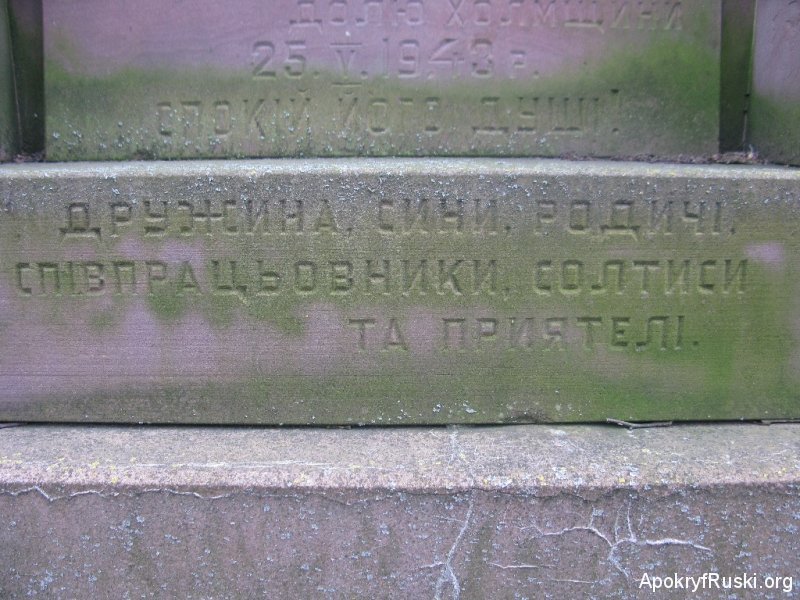 ДОЛЮ ХОЛМЩИНИ
25. V. 1943 р.
СПОКІЙ ЙОГО ДУШІ!
ДРУЖИНА, СИНИ, РОДИЧІ,
СПІВПРАЦЬОВНИКИ, СОЛТИСИ
ТА ПРИЯТЕЛІ.
ApokryfRuski.org